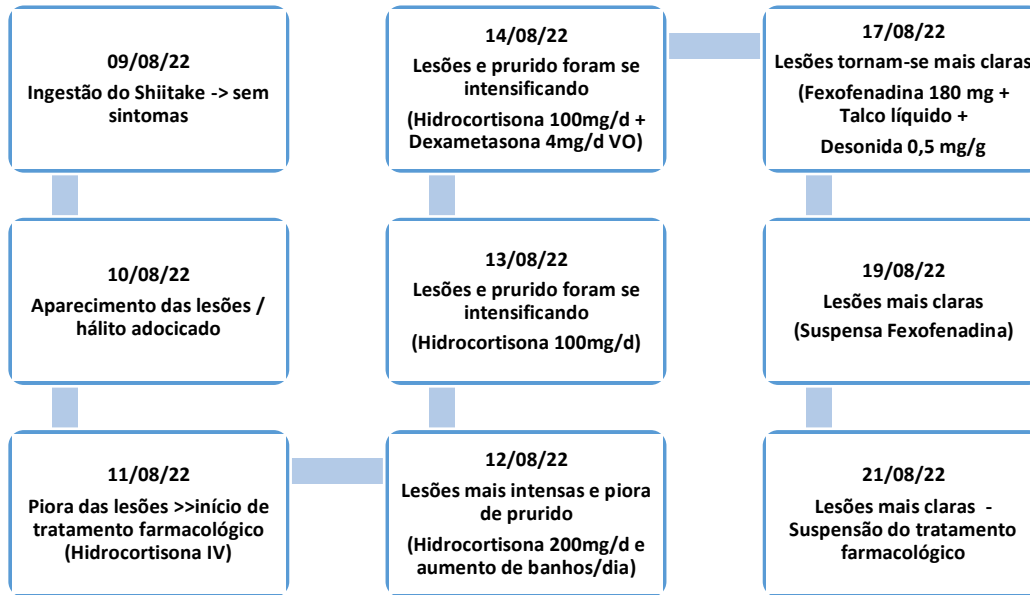 09/08/22
Ingestão do Shiitake -> sem
sintomas
10/08/22
Aparecimento das lesões /
hálito adocicado
11/08/22
Piora das lesões >>início de
tratamento farmacológico
(Hidrocortisona IV)
12/08/22
Lesões mais intensas e piora
de prurido
(Hidrocortisona 200mg/d e
aumento de banhos/dia)
13/08/22
Lesões e prurido foram se
intensificando
(Hidrocortisona 100mg/d)
14/08/22
Lesões e prurido foram se
intensificando
(Hidrocortisona 100mg/d +
Dexametasona 4mg/d VO)
17/08/22
Lesões tornam-se mais claras
(Fexofenadina 180 mg +
Talco líquido +
Desonida 0,5 mg/g
19/08/22
Lesões mais claras
(Suspensa Fexofenadina)
21/08/22
Lesões mais claras -
Suspensão do tratamento
farmacológico